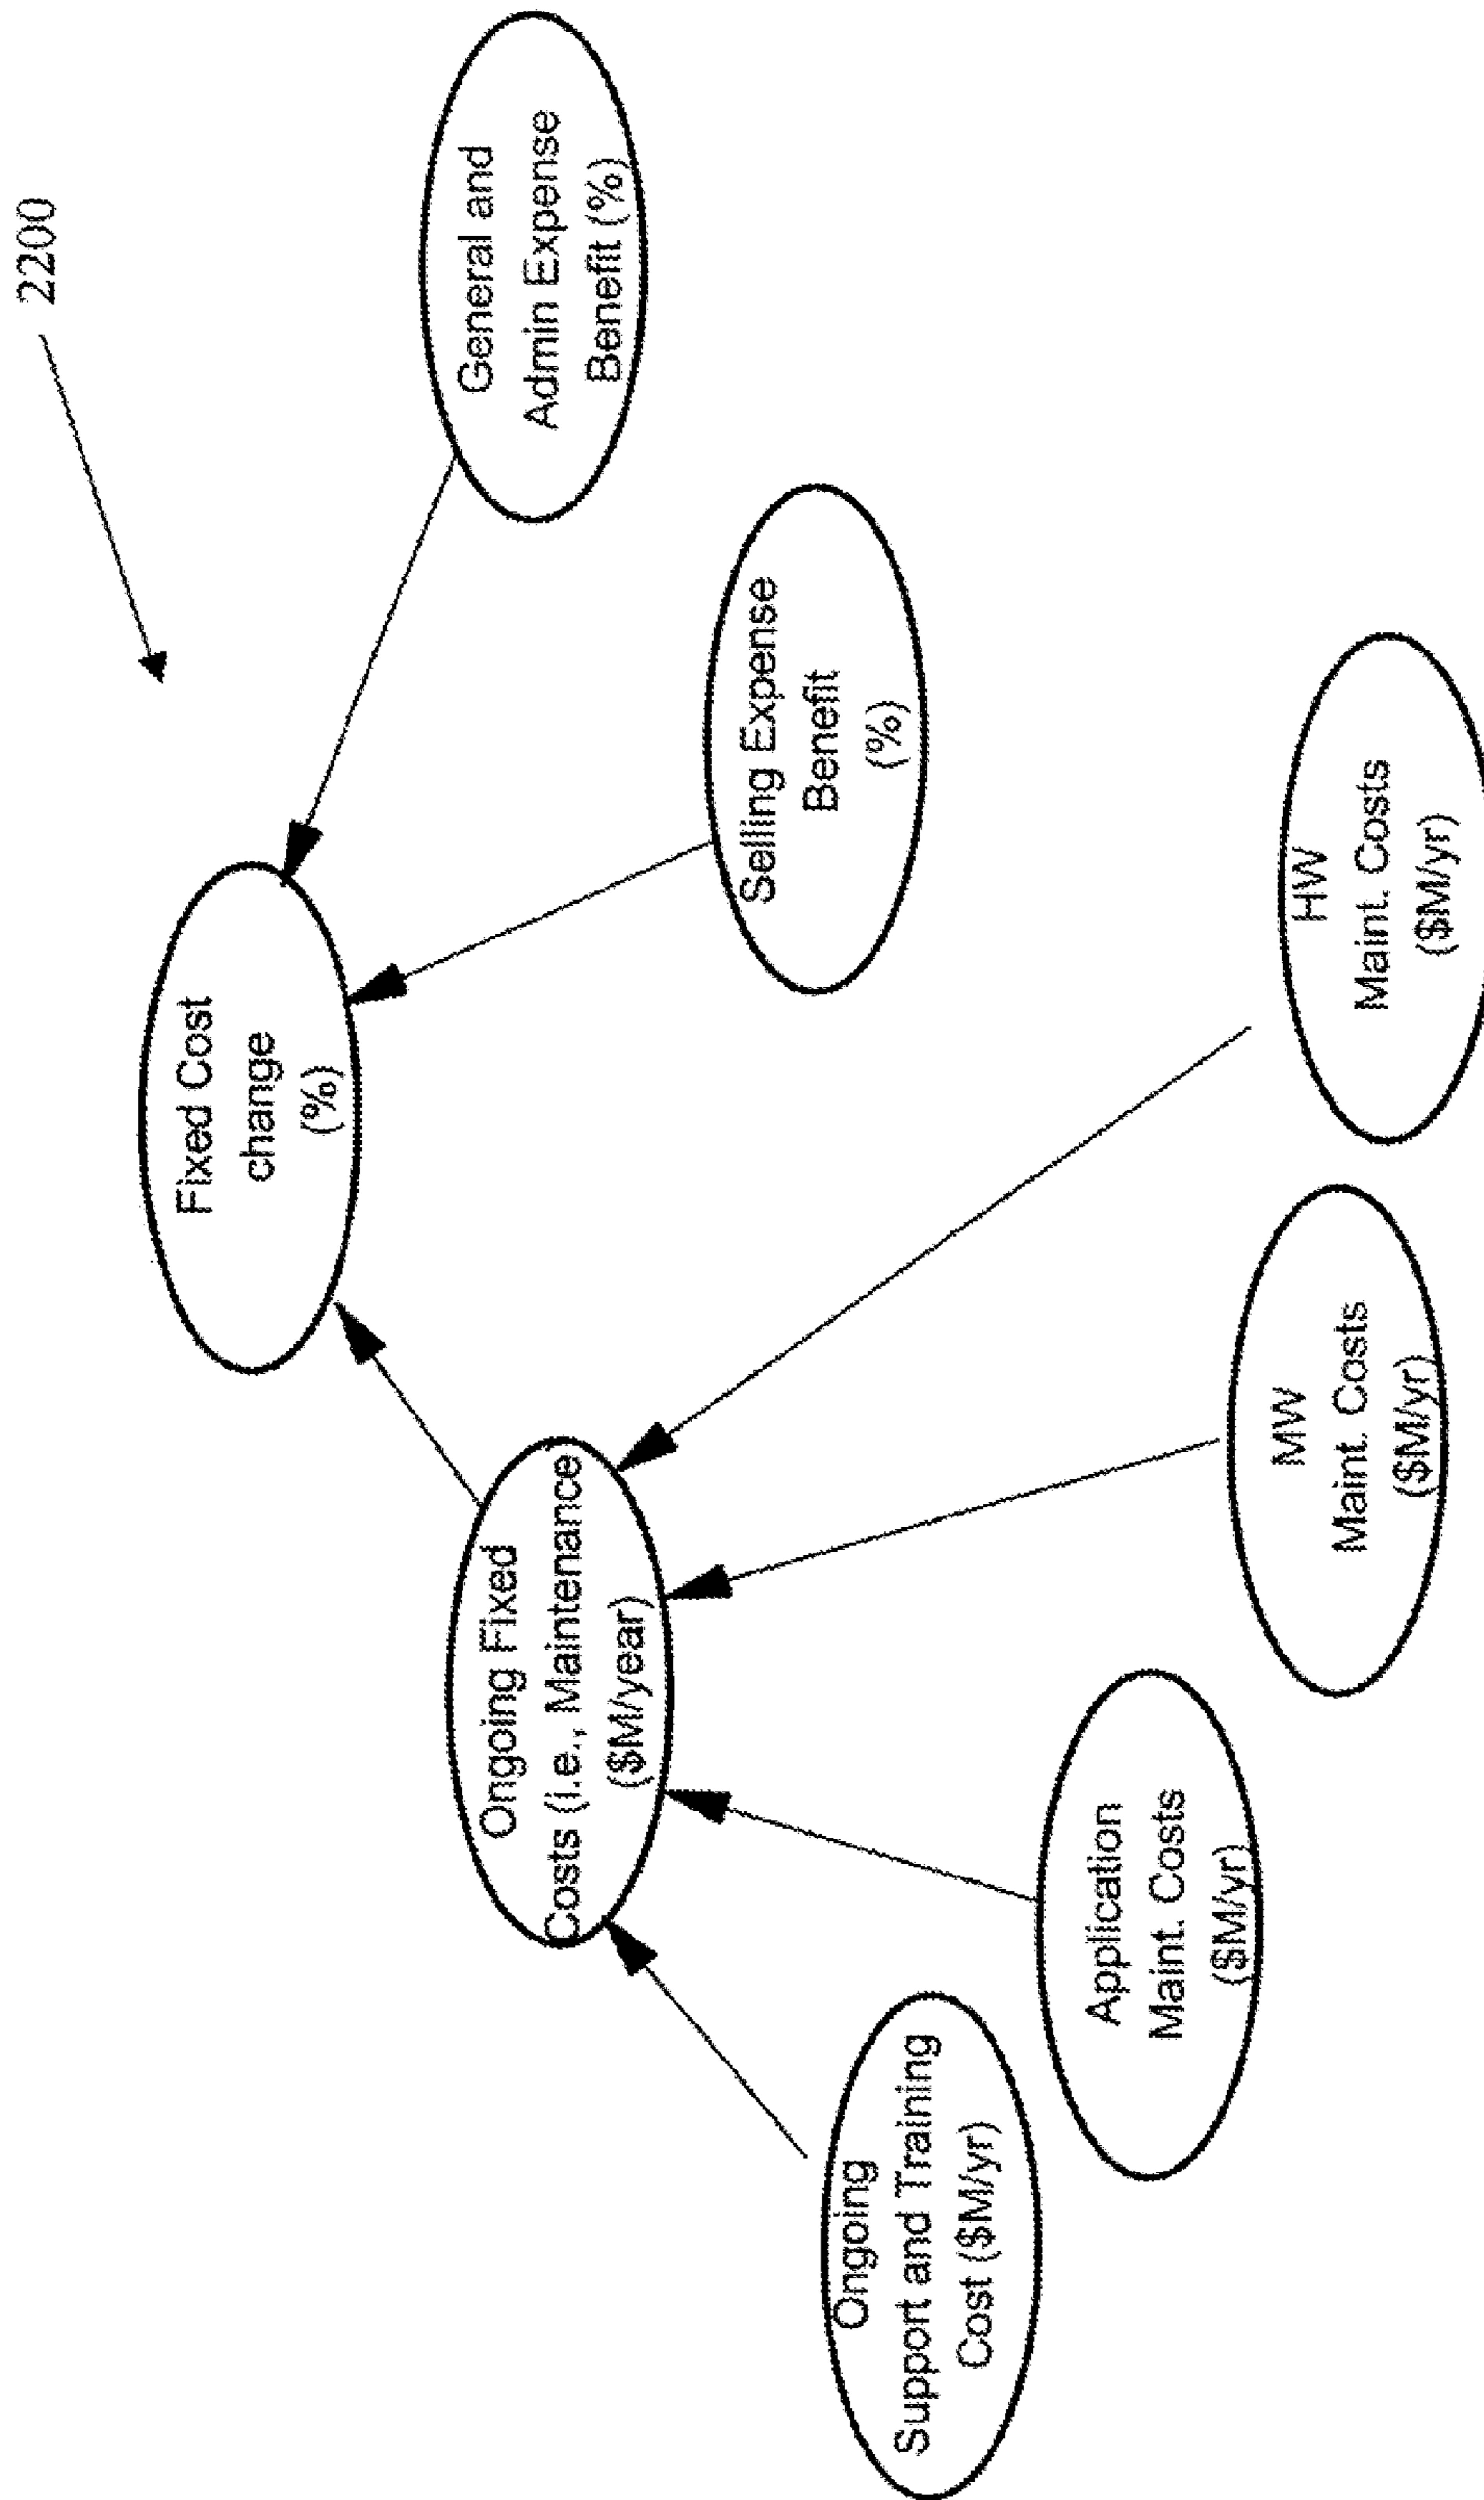 2200
Fixed Cost
change
(%)
General and
Admin Expense
Benefit (%)
Ongoing Fixed
Costs (i.e., Maintenance
($M/year)
Selling Expense
Benefit
(%)
Ongoing
Support and Training
Cost ($M/yr)
Application
Maint. Costs
($M/yr)
MW
Maint. Costs
($M/yr)
HW
Maint. Costs
($M/yr)